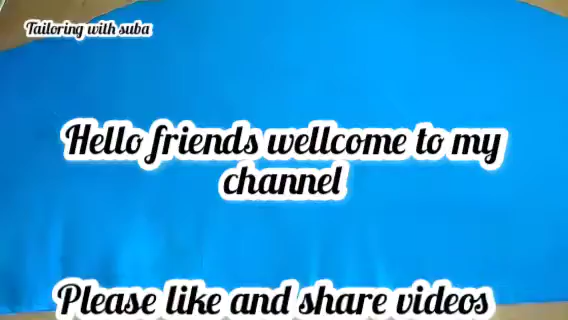 Tailoring with suba
Hello friends wellcome to my
channel
Please like and share videos